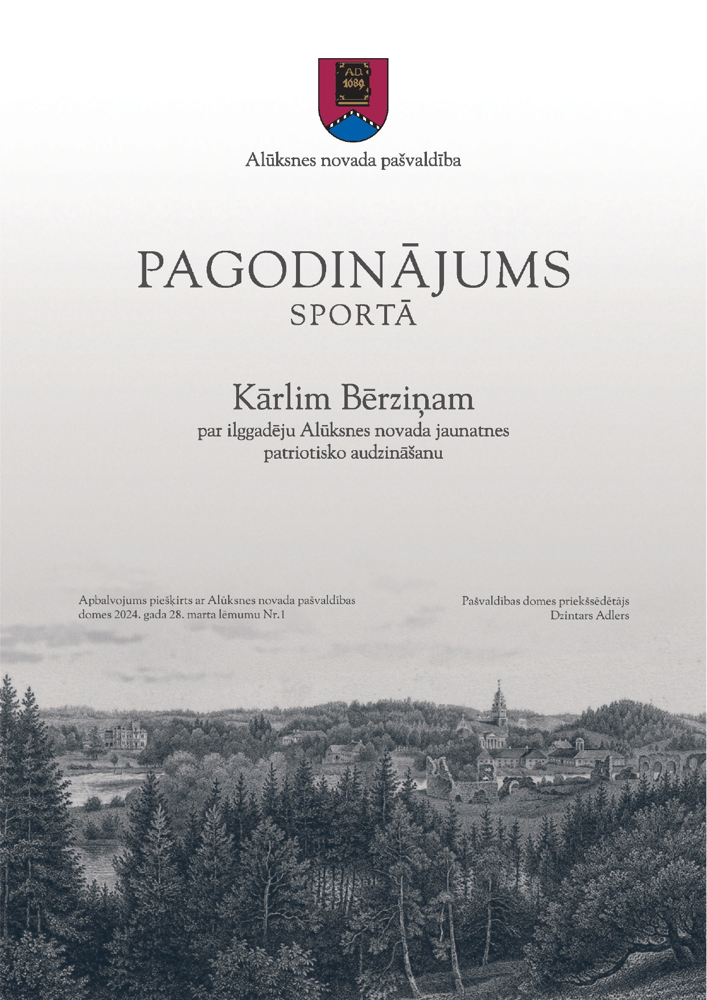 A.D.
1689.
Alūksnes novada pašvaldība
PAGODINĀJUMS
SPORTĀ
Kārlim Bērziņam
par ilggadēju Alūksnes novada jaunatnes
patriotisko audzināšanu
Apbalvojums piešķirts ar Alūksnes novada pašvaldības
domes 2024. gada 28. marta lēmumu Nr.1
Pašvaldības domes priekšsēdētājs
Dzintars Adlers